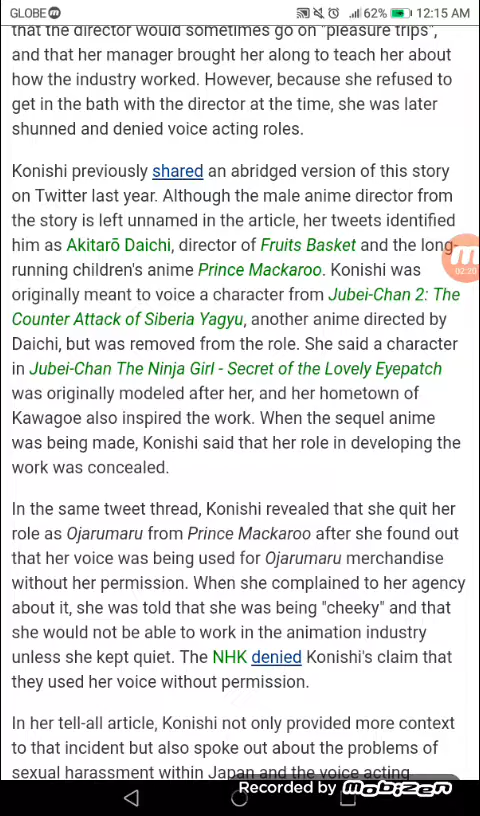 GLOBE
62% 12:15 AM
that the director would sometimes go on "pleasure trips",
and that her manager brought her along to teach her about
how the industry worked. However, because she refused to
get in the bath with the director at the time, she was later
shunned and denied voice acting roles.
Konishi previously shared an abridged version of this story
on Twitter last year. Although the male anime director from
the story is left unnamed in the article, her tweets identified
him as Akitarō Daichi, director of Fruits Basket and the long-
running children's anime Prince Mackaroo. Konishi was
02:20
originally meant to voice a character from Jubei-Chan 2: The
Counter Attack of Siberia Yagyu, another anime directed by
Daichi, but was removed from the role. She said a character
in Jubei-Chan The Ninja Girl - Secret of the Lovely Eyepatch
was originally modeled after her, and her hometown of
Kawagoe also inspired the work. When the sequel anime
was being made, Konishi said that her role in developing the
work was concealed.
In the same tweet thread, Konishi revealed that she quit her
role as Ojarumaru from Prince Mackaroo after she found out
that her voice was being used for Ojarumaru merchandise
without her permission. When she complained to her agency
about it, she was told that she was being "cheeky" and that
she would not be able to work in the animation industry
unless she kept quiet. The NHK denied Konishi's claim that
they used her voice without permission.
In her tell-all article, Konishi not only provided more context
to that incident but also spoke out about the problems of
sexual harassment within Japan and the voice acting
Recorded by mobizen